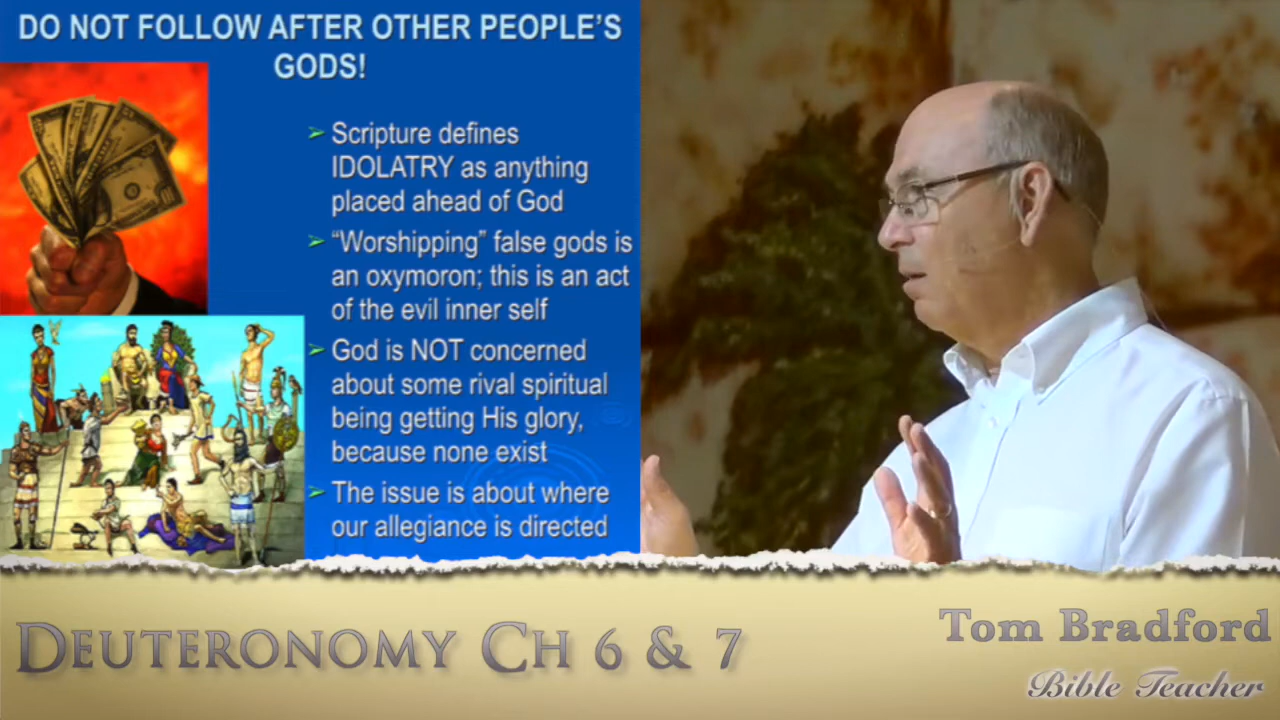 DO NOT FOLLOW AFTER OTHER PEOPLE'S
GODS!
➢ Scripture defines
IDOLATRY as anything
placed ahead of God
➢ “Worshipping” false gods is
an oxymoron; this is an act
of the evil inner self
➢ God is NOT concerned
about some rival spiritual
being getting His glory,
because none exist
➢ The issue is about where
our allegiance is directed
DEUTERONOMY CH 6 & 7
Tom Bradford
Bible Teacher